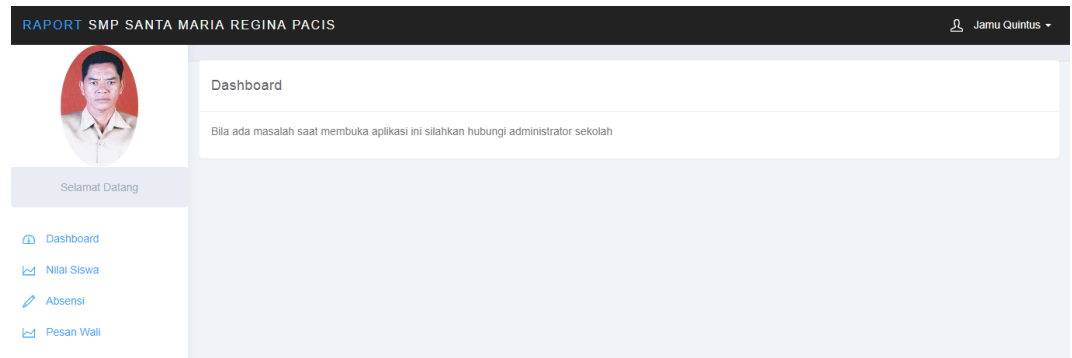 RAPORT SMP SANTA MARIA REGINA PACIS
Jamu Quintus
Selamat Datang
Dashboard
Nilai Siswa
Absensi
Pesan Wali
Dashboard
Bila ada masalah saat membuka aplikasi ini silahkan hubungi administrator sekolah